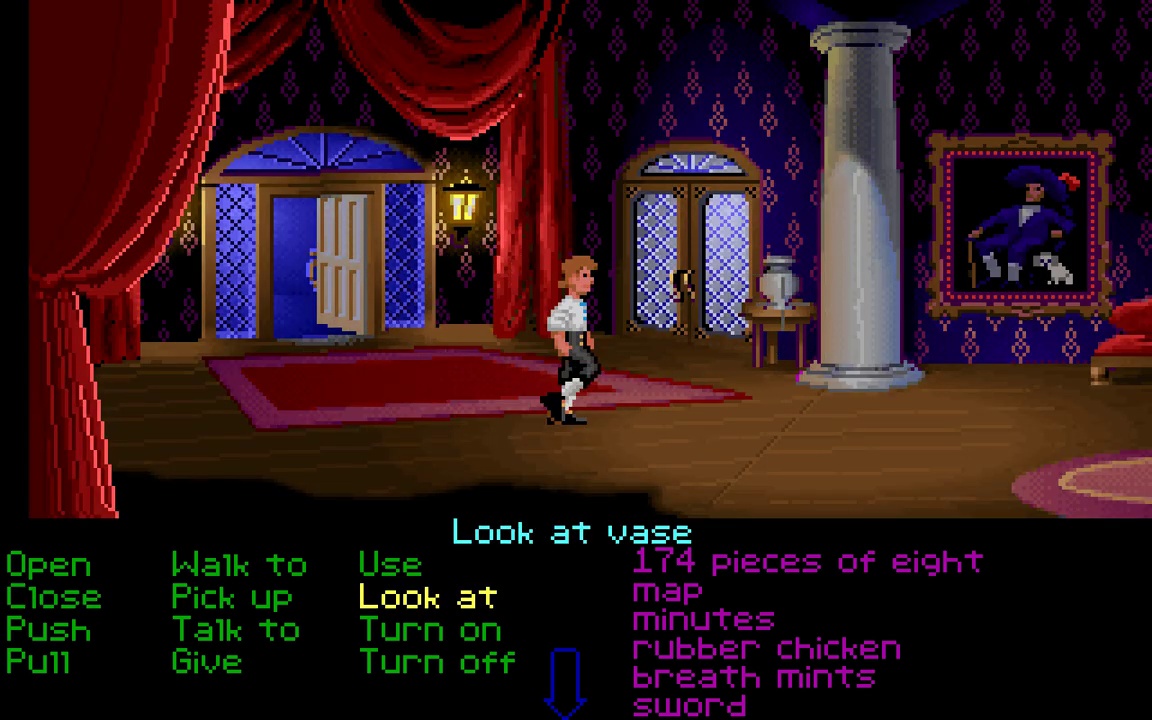 Look at vase
Open Walk to Use
Close Pick up Look at
Push Talk to Turn on
Pull Give Turn off
174 pieces of eight
map
minutes
rubber chicken
breath mints
sword